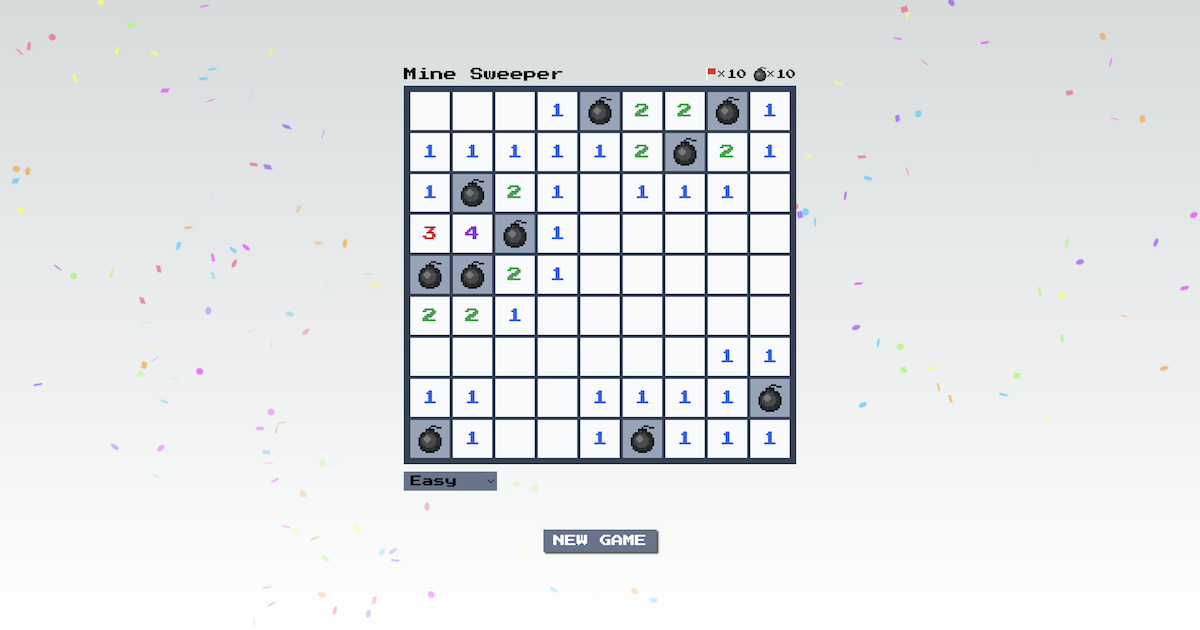 Mine Sweeper ×10 ×10
1 2 2 1
1 1 1 1 1 2 2 1
1 2 1 1 1 1
3 4 1
2 1
2 2 1
1 1
1 1 1 1 1 1
1 1 1 1 1
Easy
NEW GAME